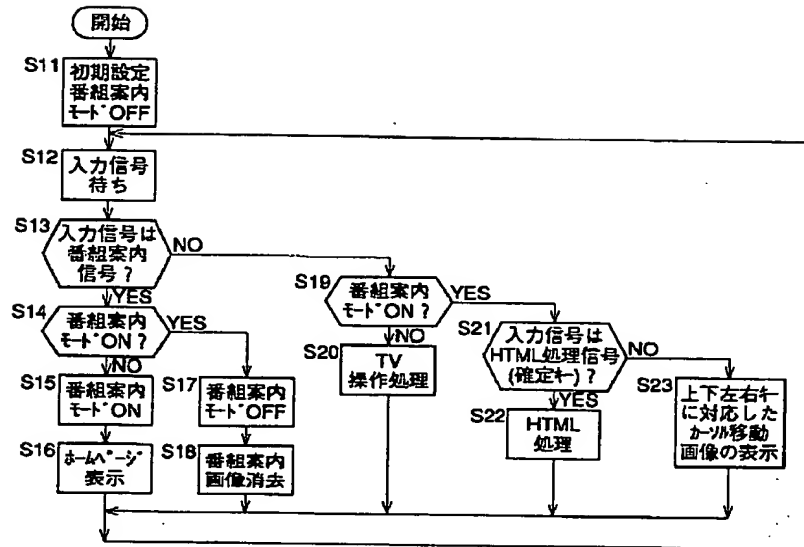 開始
S11
初期設定
番組案内
ﾓｰﾄﾞOFF
S12
入力信号
待ち
S13
入力信号は
番組案内
信号？
NO
YES
S14
番組案内
ﾓｰﾄﾞON？
YES
NO
S15
番組案内
ﾓｰﾄﾞON
S16
ﾎｰﾑﾍﾟｰｼﾞ
表示
S17
番組案内
ﾓｰﾄﾞOFF
S18
番組案内
画像消去
S19
番組案内
ﾓｰﾄﾞON？
YES
NO
S20
TV
操作処理
S21
入力信号は
HTML処理信号
(確定ｷｰ)？
NO
YES
S22
HTML
処理
S23
上下左右ｷｰ
に対応した
ｶｰｿﾙ移動
画像の表示